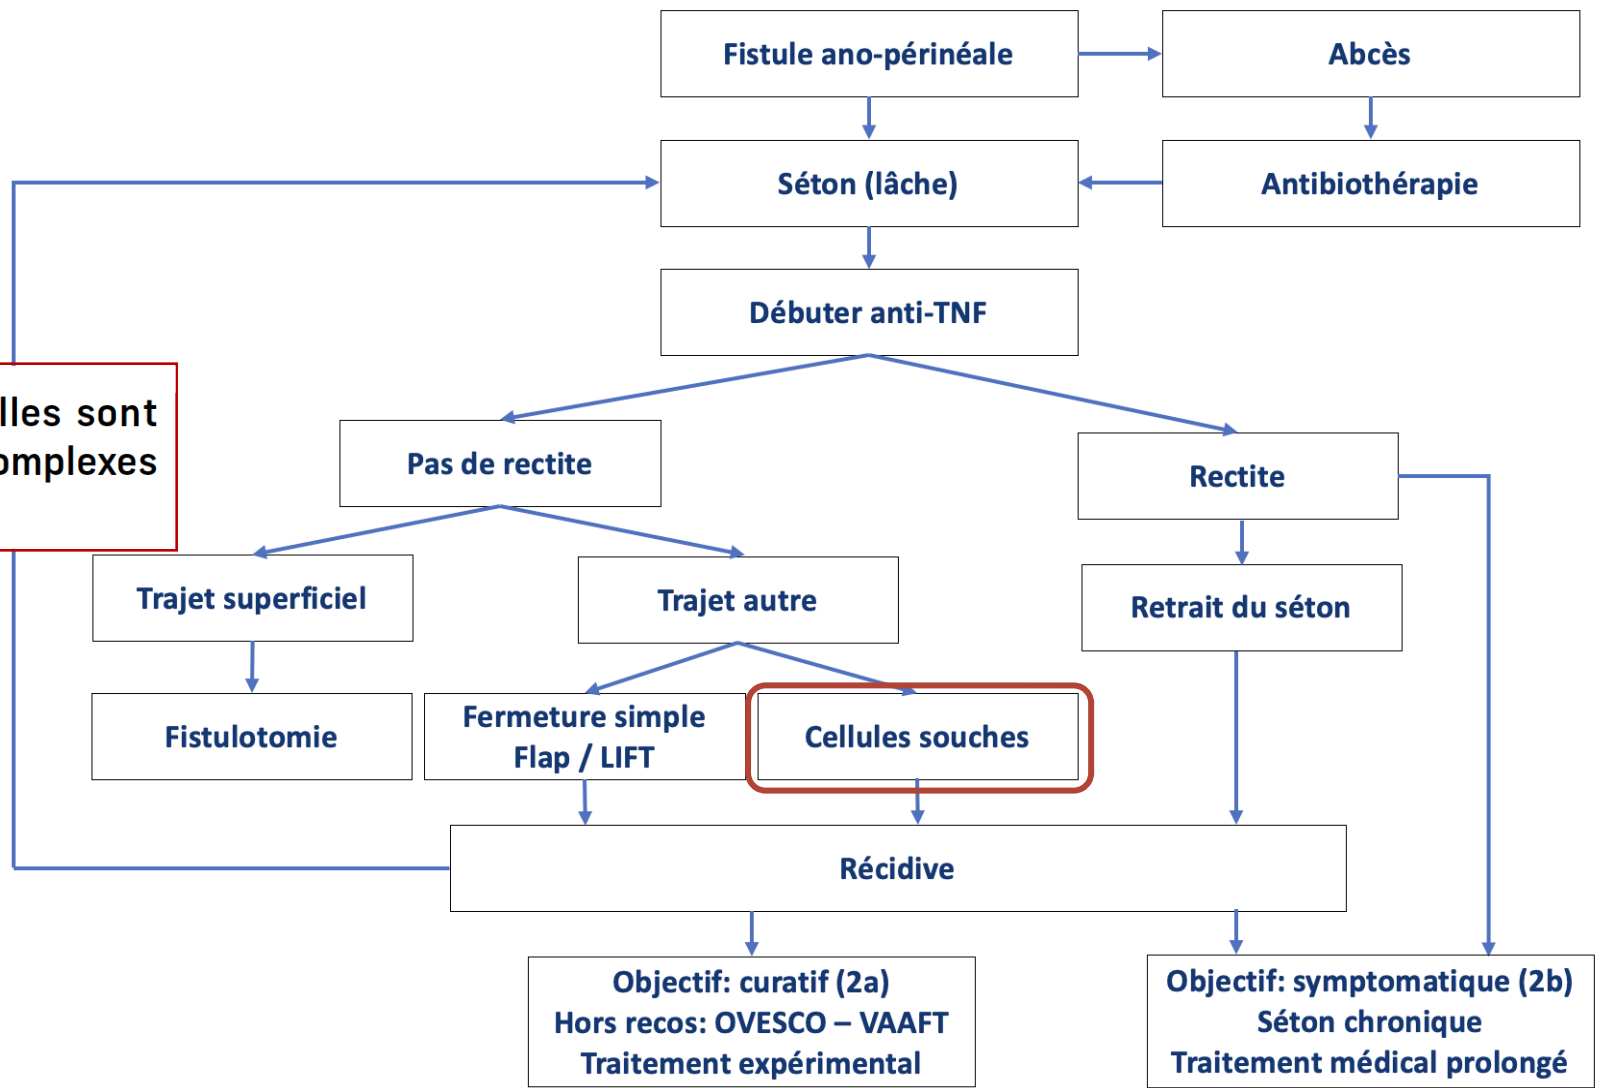 Fistule ano-périnéale
Abcès
Séton (lâche)
Antibiothérapie
Débuter anti-TNF
lles sont
omplexes
Pas de rectite
Rectite
Trajet superficiel
Trajet autre
Retrait du séton
Fistulotomie
Fermeture simple
Flap / LIFT
Cellules souches
Récidive
Objectif: curatif (2a)
Hors recos: OVESCO – VAAFT
Traitement expérimental
Objectif: symptomatique (2b)
Séton chronique
Traitement médical prolongé